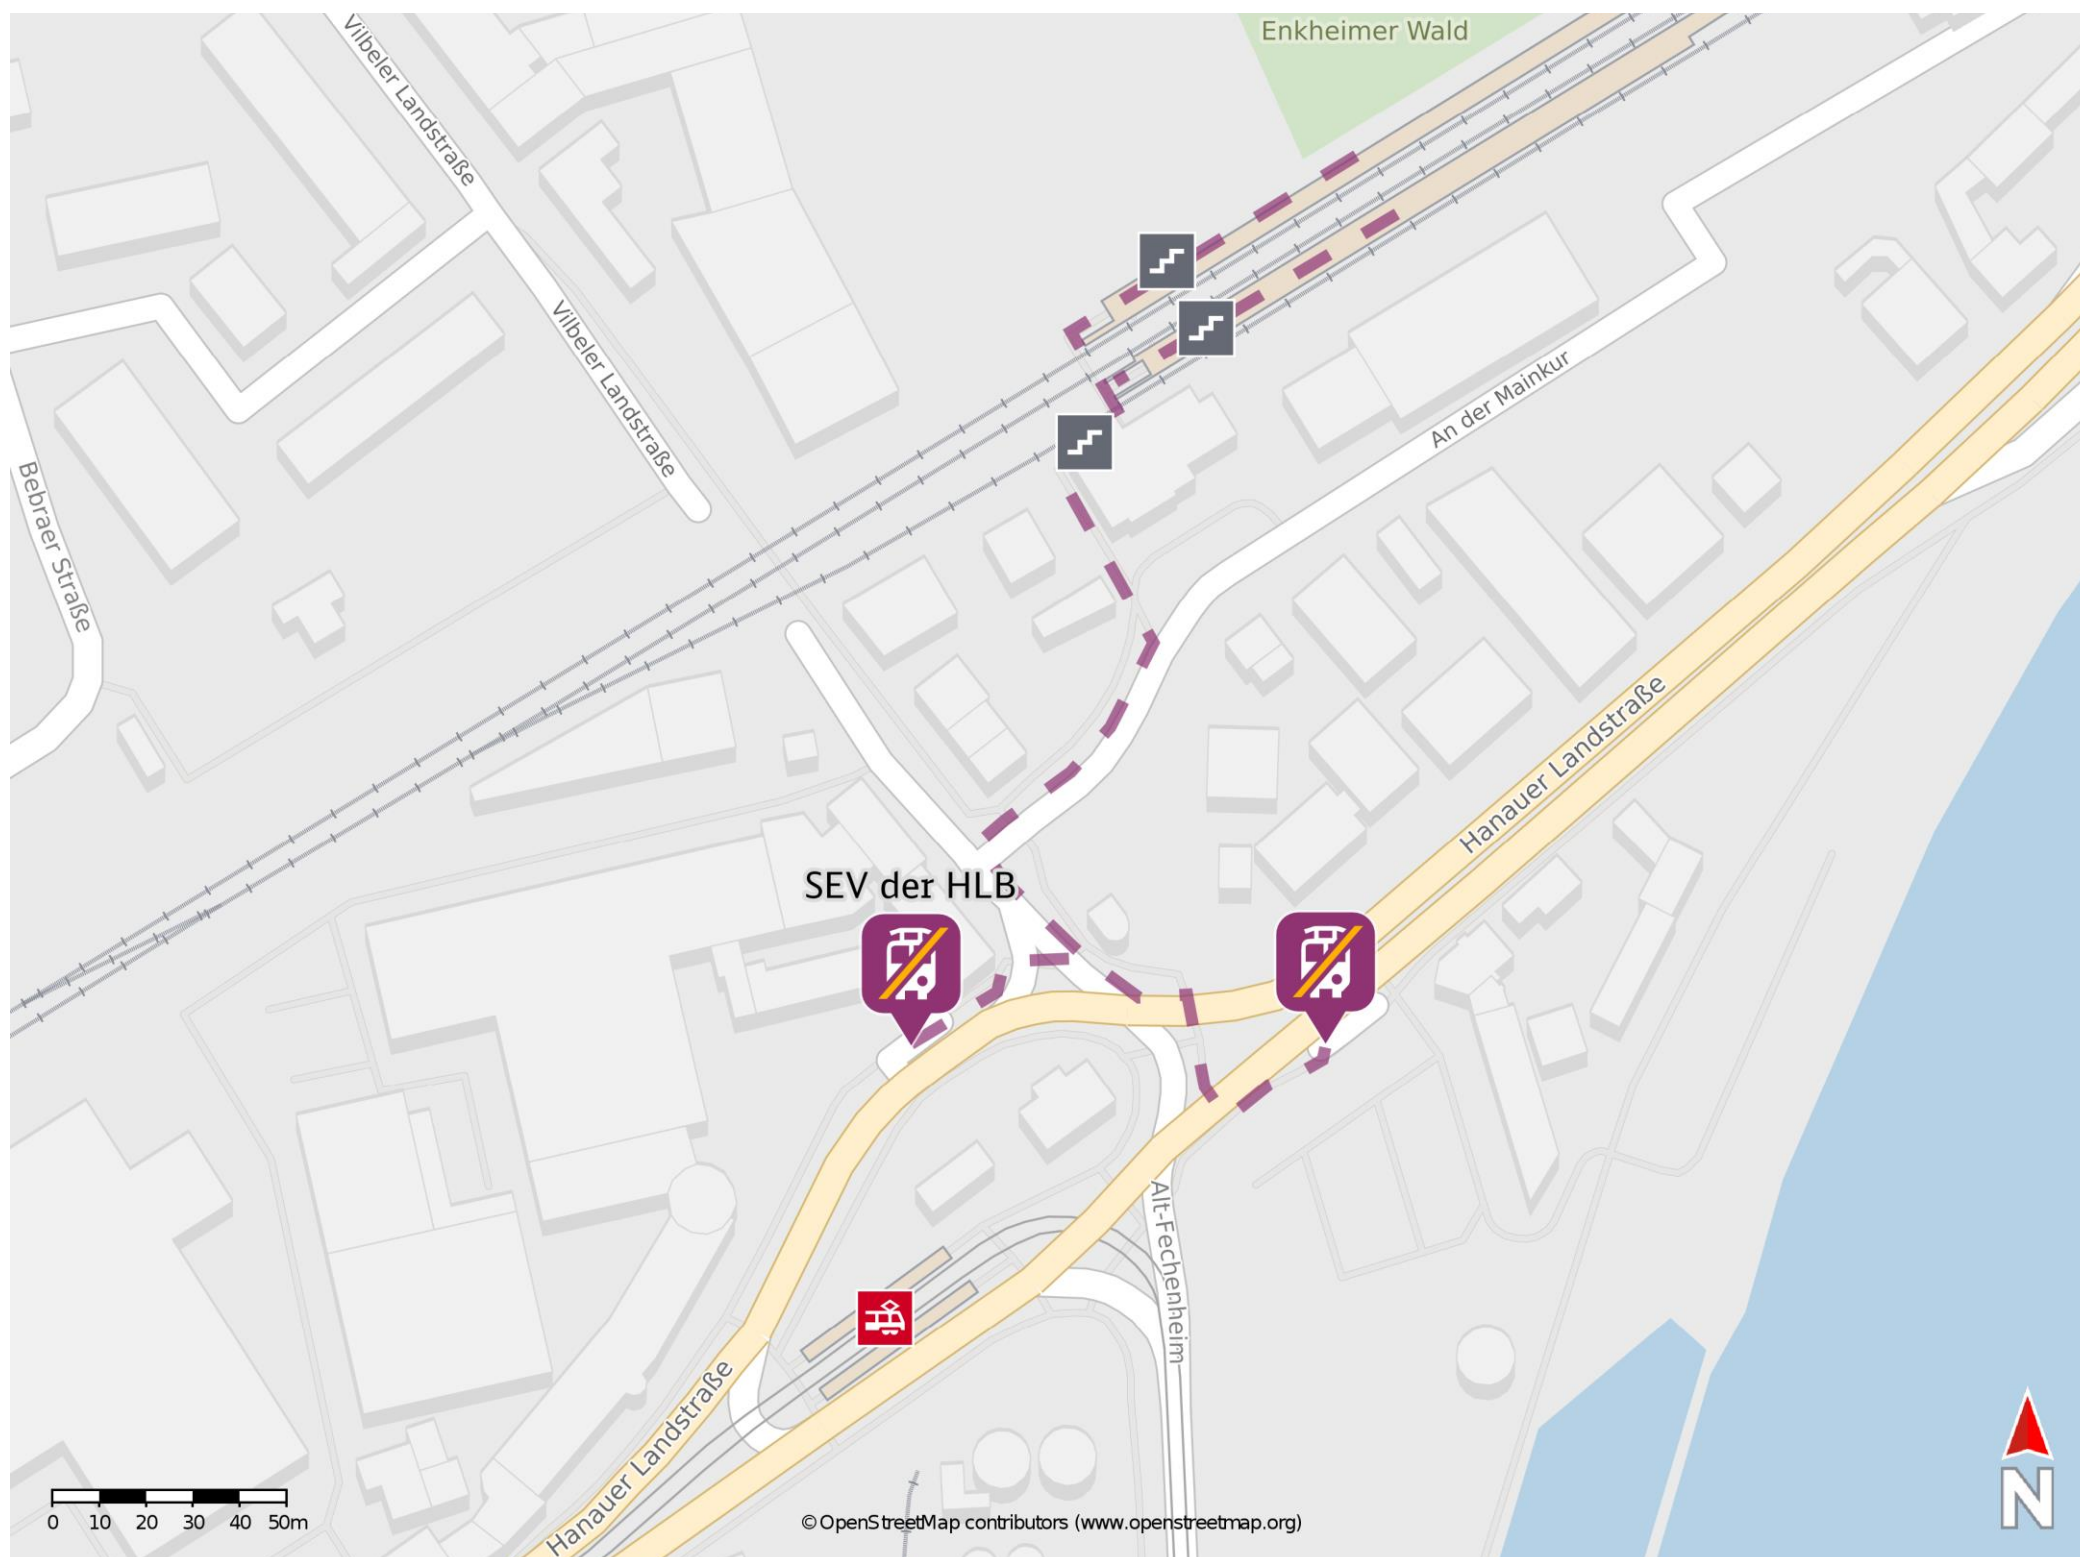 Enkheimer Wald
Vilbeler Landstraße
Vilbeler Landstraße
An der Mainkur
Bebraer Straße
Hanauer Landstraße
SEV der HLB
Alt-Fechenheim
Hanauer Landstraße
0 10 20 30 40 50m
© OpenStreetMap contributors (www.openstreetmap.org)
N